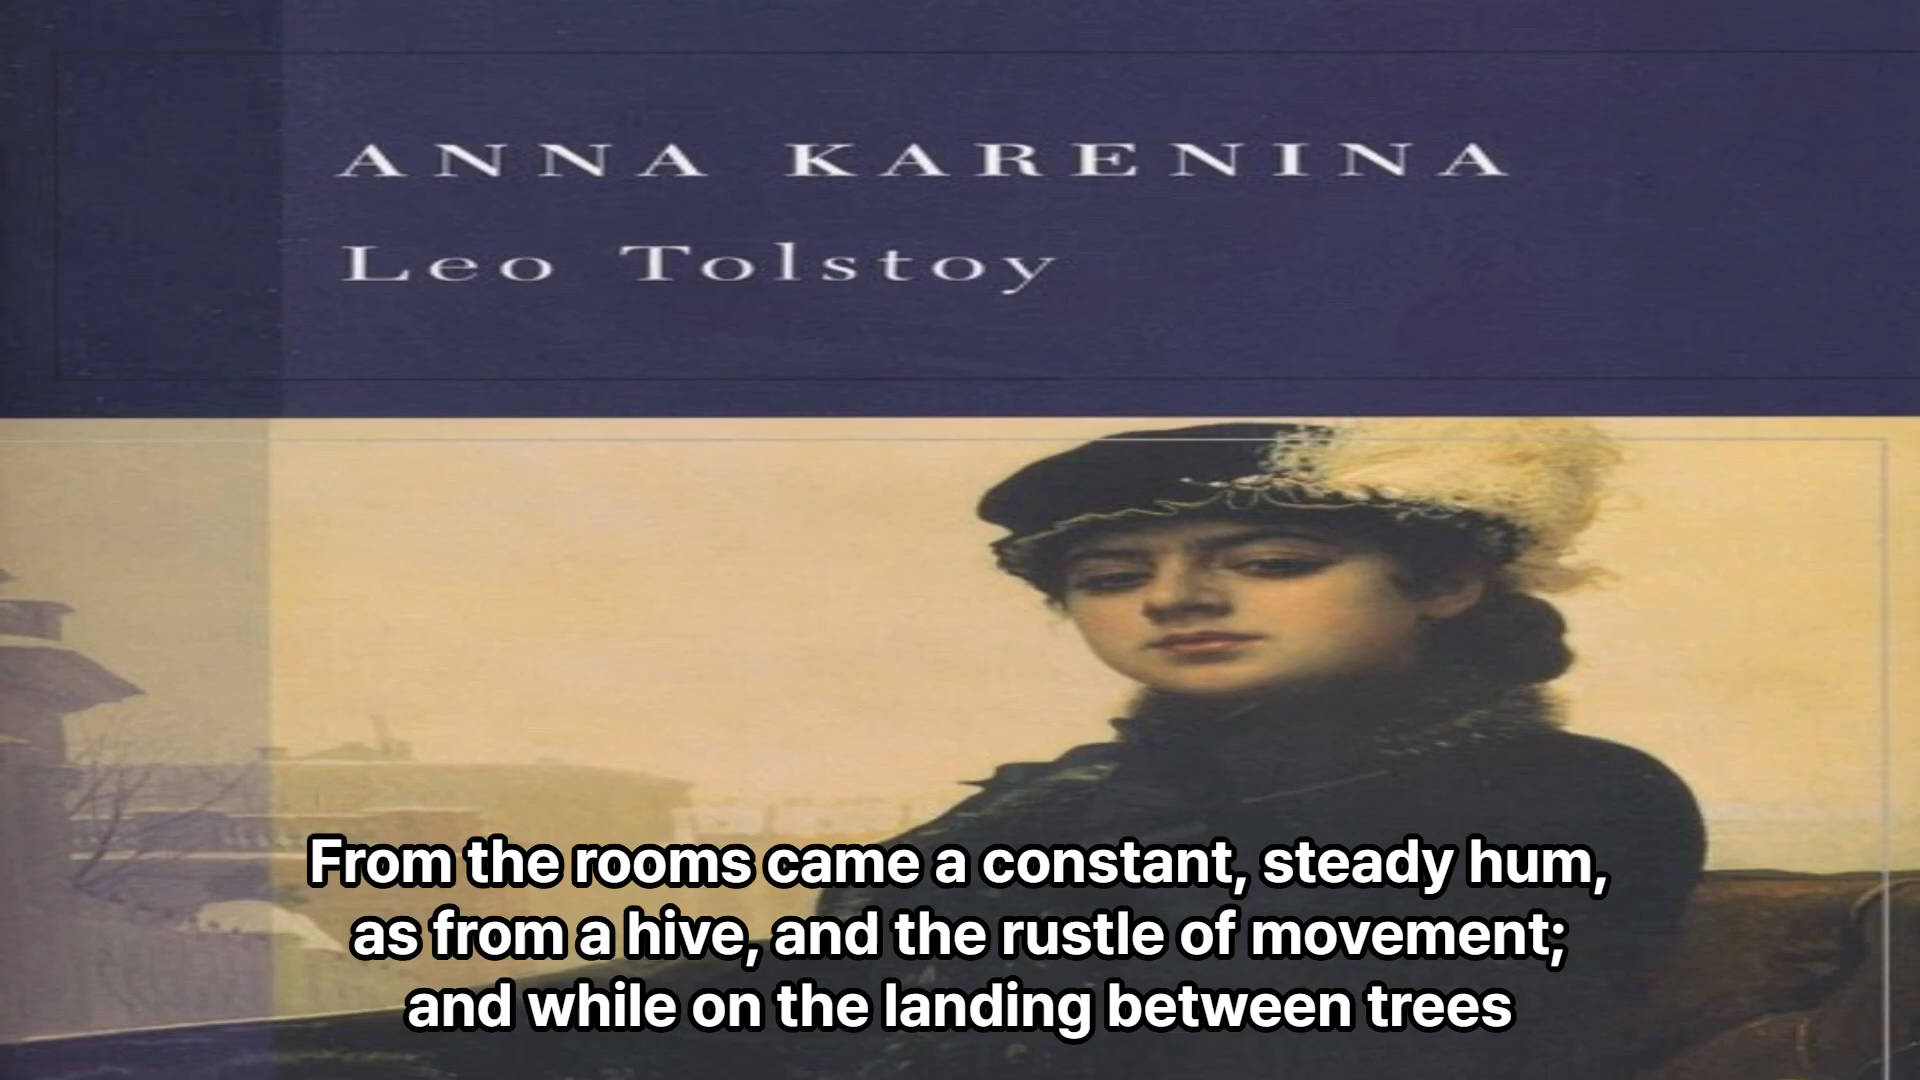 ANNA KARENINA
Leo Tolstoy
From the rooms came a constant, steady hum,
as from a hive, and the rustle of movement;
and while on the landing between trees